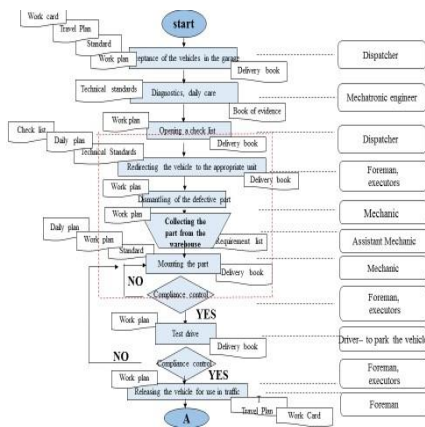 Work card
start
Travel Plan
Standard
Work plan
eptance of the vehicles in the garage
Dispatcher
Delivery book
Technical standards
Diagnostics, daily care
Mechatronic engineer
Book of evidence
Work plan
Check list
Opening a check list
Dispatcher
Daily plan
Delivery book
Technical Standards
Redirecting the vehicle to the appropriate unit
Foreman,
executors
Work plan
Delivery book
Dismantling of the defective part
Work plan
Mechanic
Collecting the
part from the
warehouse
Daily plan
Work plan
Requirement list
Assistant Mechanic
Standard
Mounting the part
Mechanic
Delivery book
NO
Compliance control
Foreman,
executors
YES
Work plan
Test drive
Driver– to park the vehicle
Delivery book
NO
Compliance control
Foreman,
executors
YES
Work plan
Releasing the vehicle for use in traffic
Foreman
Travel Plan
Work Card
A